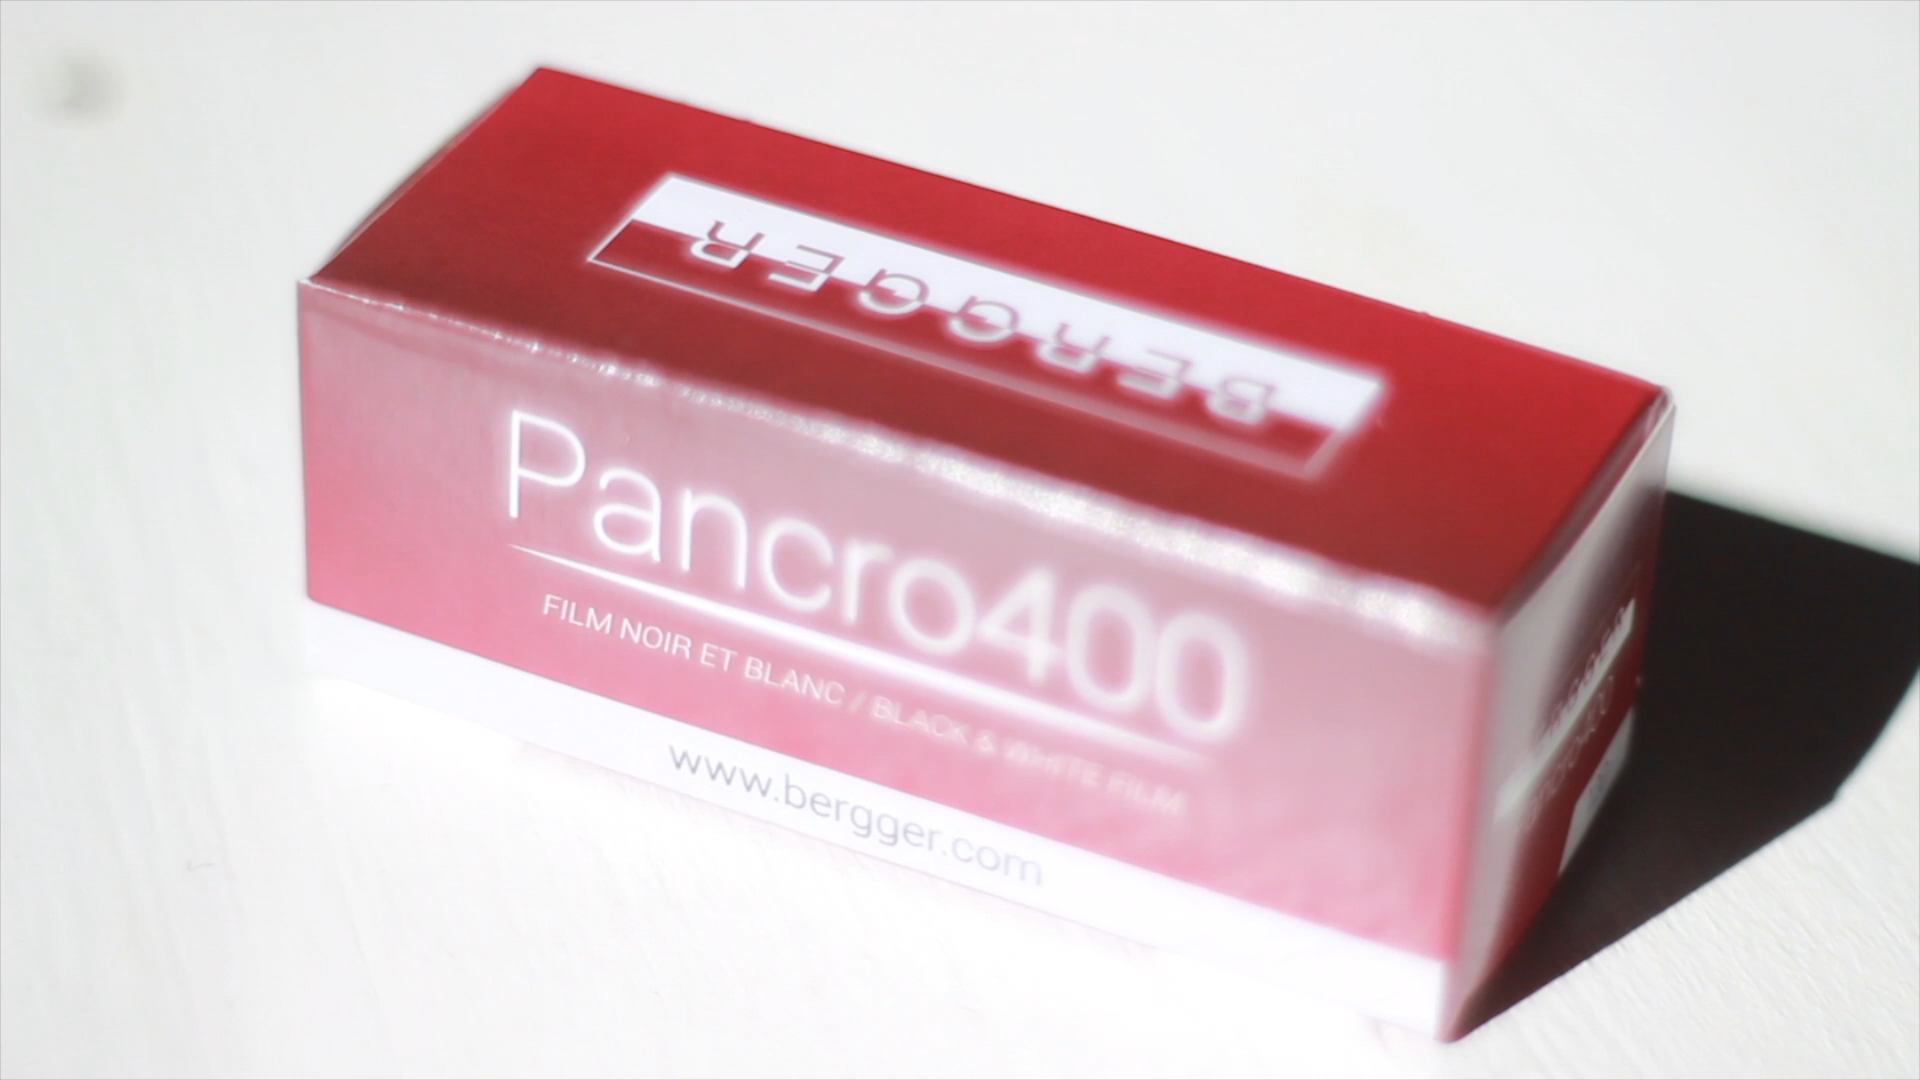 BERGGER
Pancro400
FILM NOIR ET BLANC / BLACK & WHITE FILM
www.bergger.com